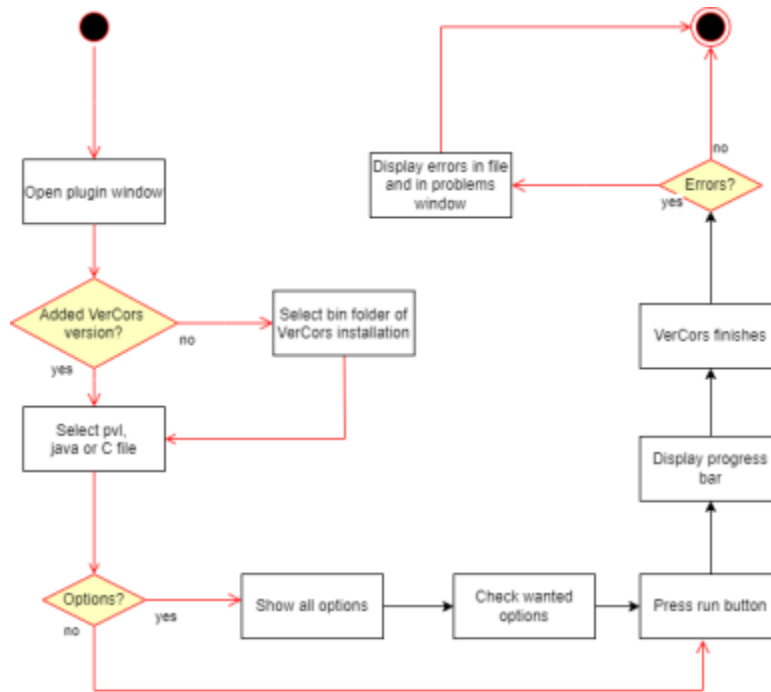 Open plugin window
Added VerCors
version?
no
yes
Select bin folder of
VerCors installation
Select pvl,
java or C file
Options?
yes
no
Show all options
Check wanted
options
Press run button
Display progress
bar
VerCors finishes
Errors?
yes
no
Display errors in file
and in problems
window